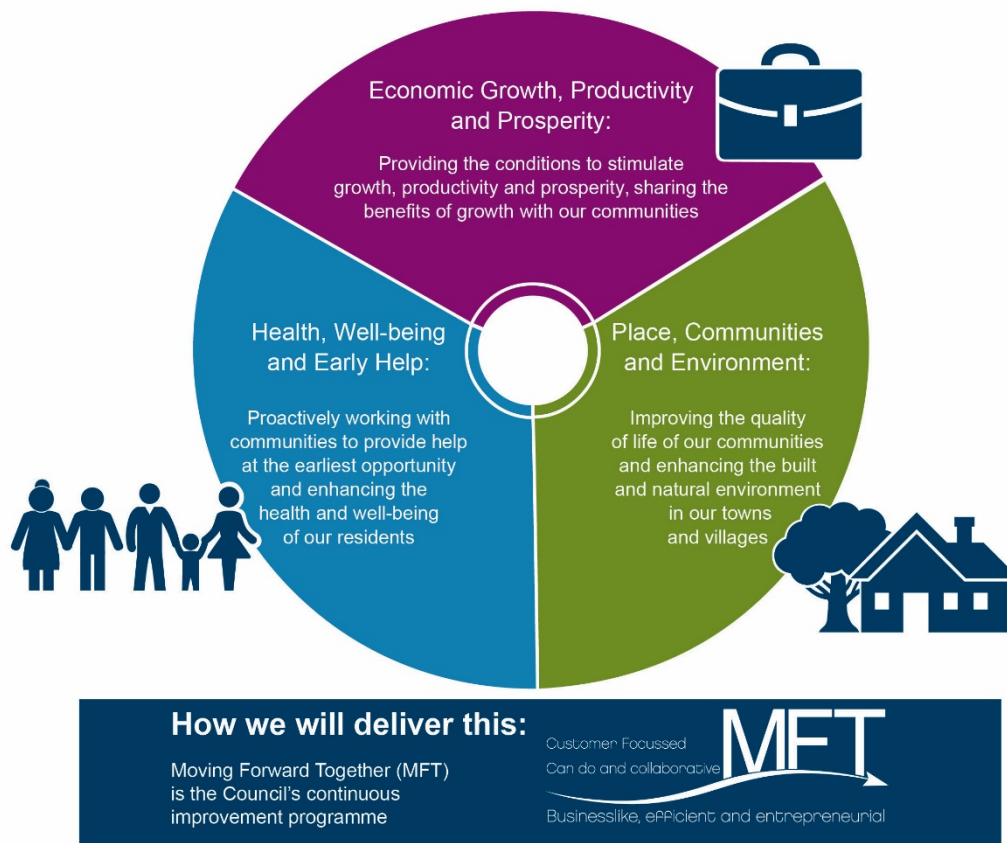 Economic Growth, Productivity
and Prosperity:
Providing the conditions to stimulate
growth, productivity and prosperity, sharing the
benefits of growth with our communities
Health, Well-being
and Early Help:
Proactively working with
communities to provide help
at the earliest opportunity
and enhancing the
health and well-being
of our residents
Place, Communities
and Environment:
Improving the quality
of life of our communities
and enhancing the built
and natural environment
in our towns
and villages
How we will deliver this:
Moving Forward Together (MFT)
is the Council's continuous
improvement programme
Customer Focussed
Can do and collaborative
MFT
Businesslike, efficient and entrepreneurial